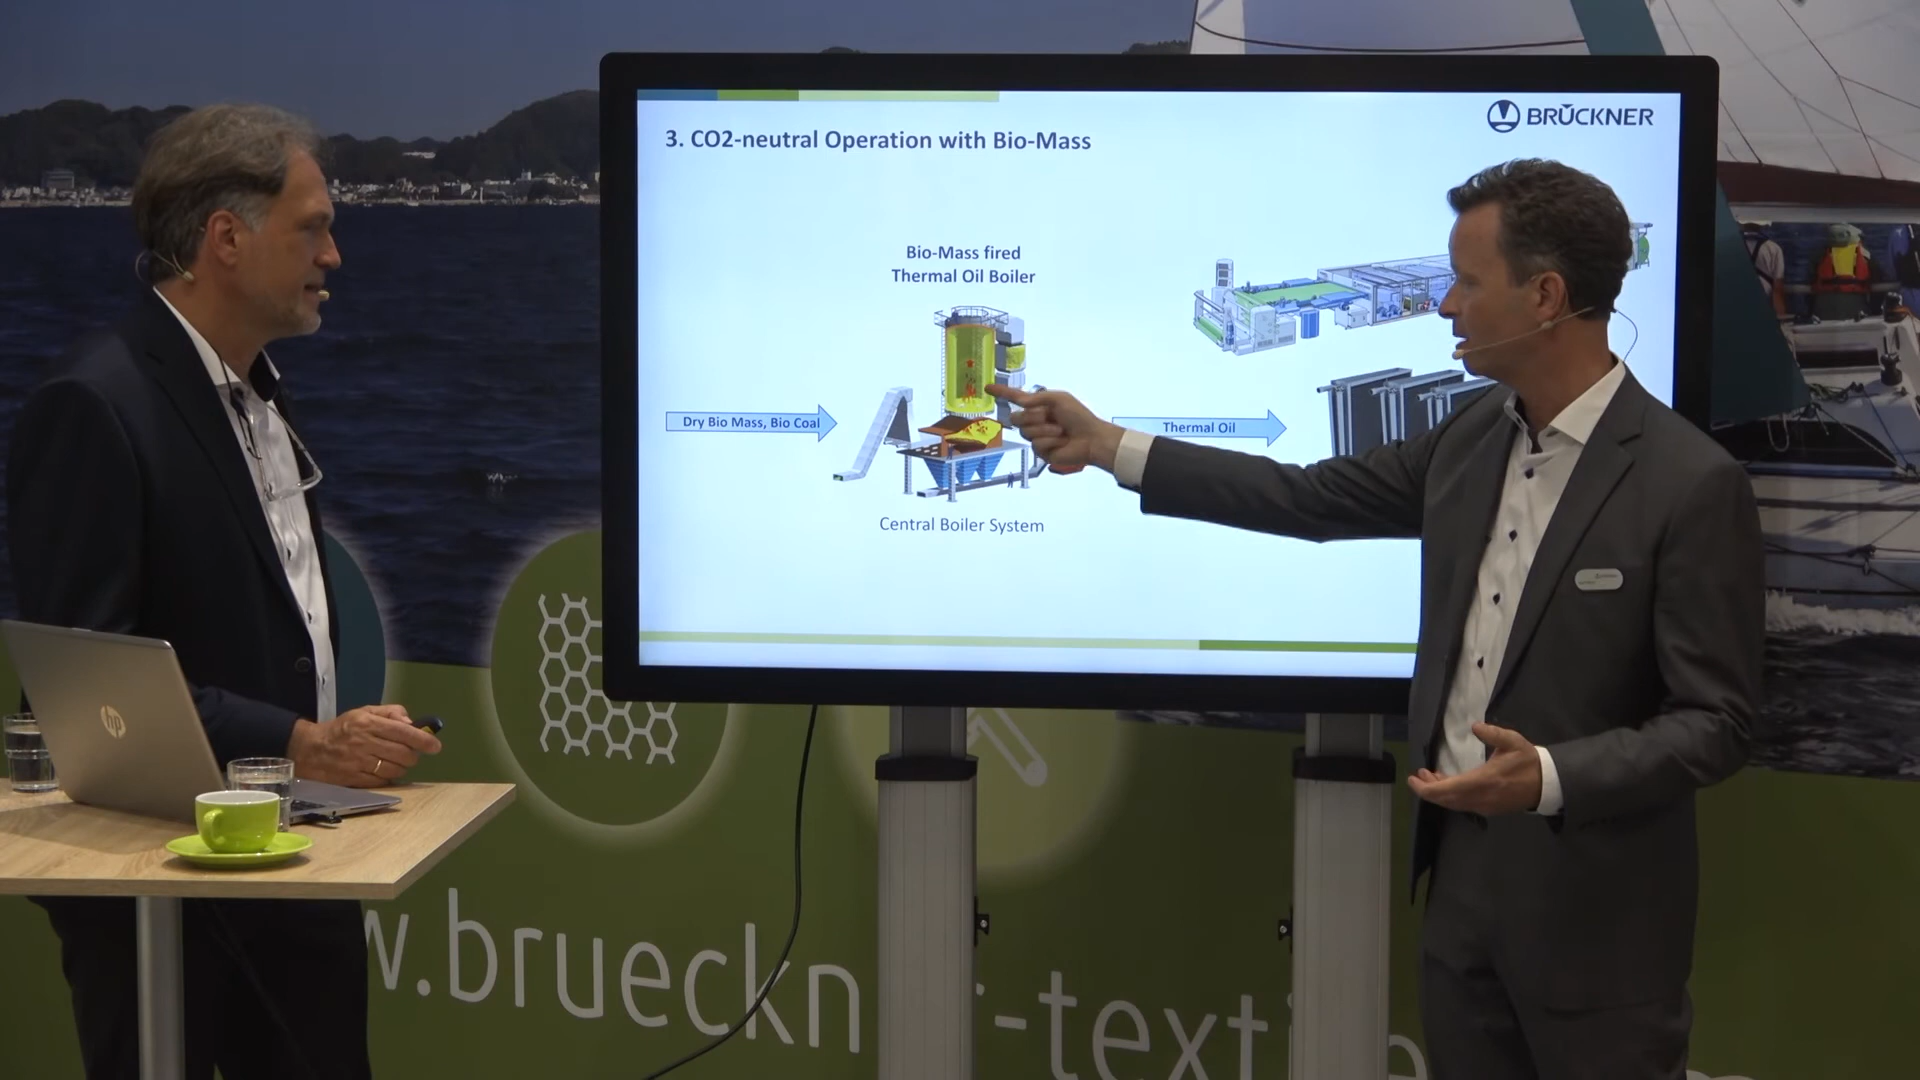 BRÜCKNER
3. CO2-neutral Operation with Bio-Mass
Bio-Mass fired
Thermal Oil Boiler
Dry Bio Mass, Bio Coal
Thermal Oil
Central Boiler System
hp
w.brueckn r-texti